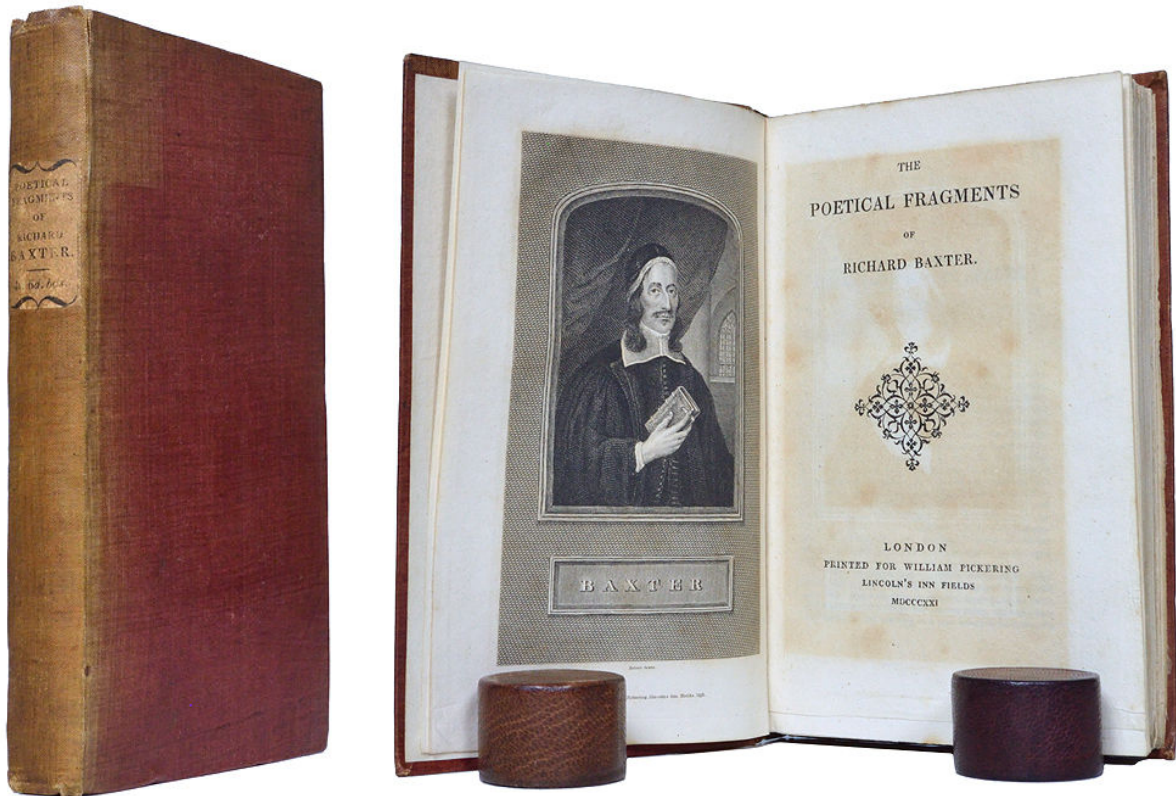 POETICAL
FRAGMENTS
OF
RICHARD
BAXTER.
BAXTER
THE
POETICAL FRAGMENTS
OF
RICHARD BAXTER.
LONDON
PRINTED FOR WILLIAM PICKERING
LINCOLN'S INN FIELDS
MDCCCXXI